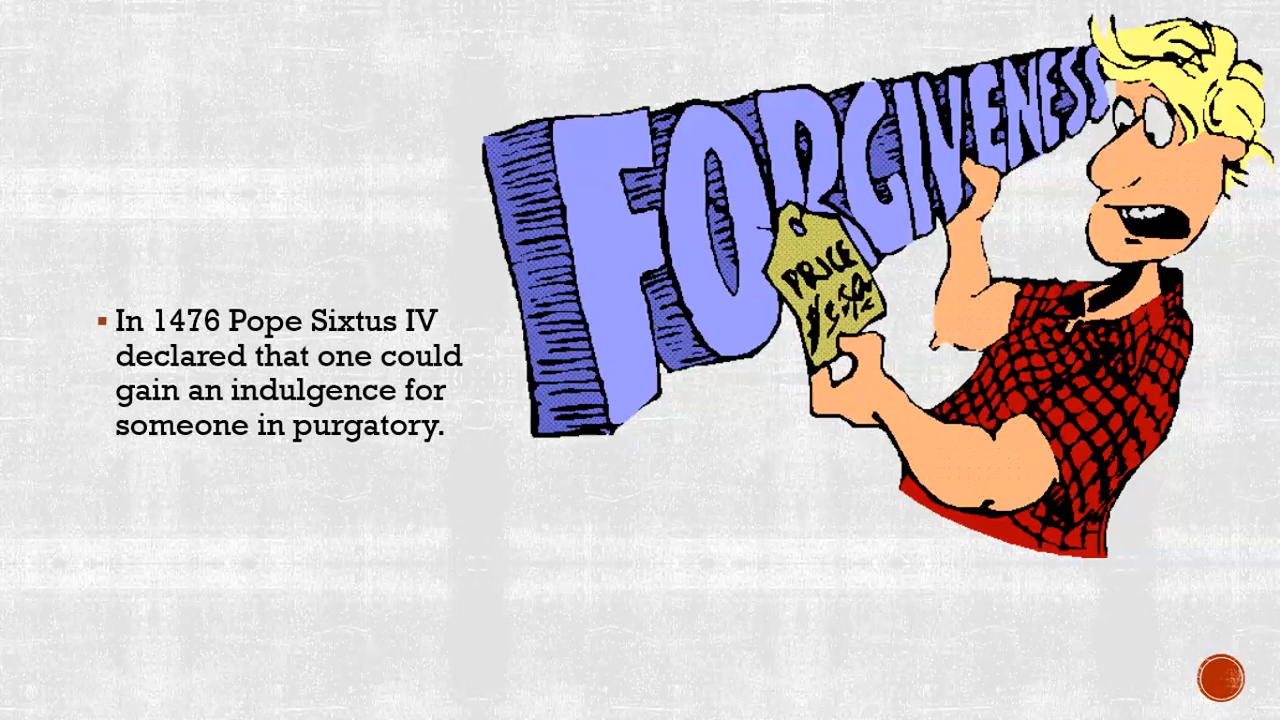 In 1476 Pope Sixtus IV
declared that one could
gain an indulgence for
someone in purgatory.
FORGIVENESS
PRICE